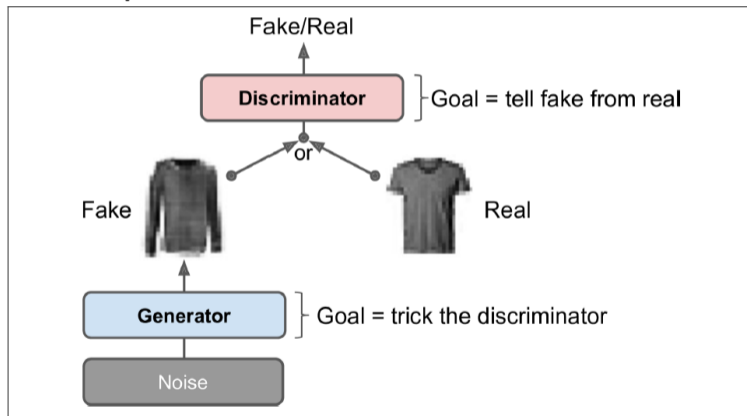 Fake/Real
Discriminator
Goal = tell fake from real
or
Fake
Real
Generator
Goal = trick the discriminator
Noise